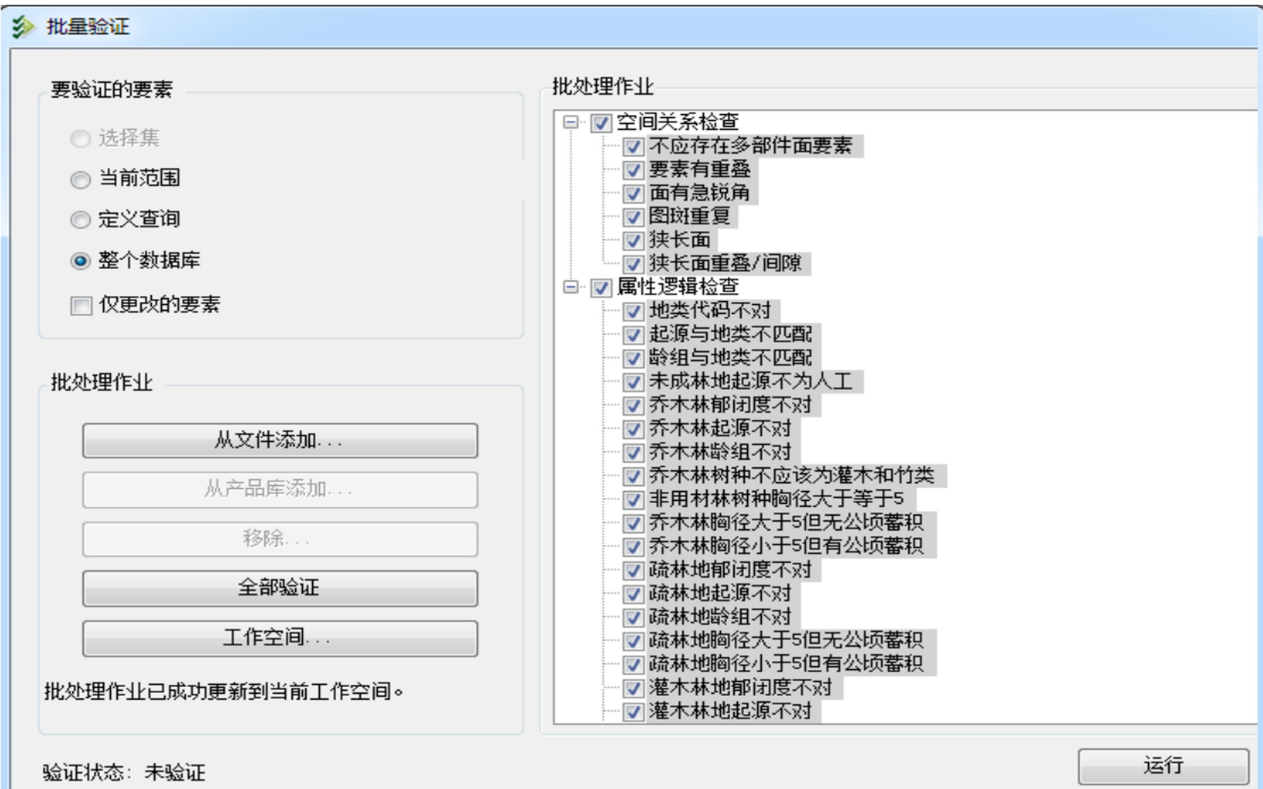 批量验证
要验证的要素
选择集
当前范围
定义查询
整个数据库
仅更改的要素
批处理作业
从文件添加...
从产品库添加...
移除...
全部验证
工作空间...
批处理作业已成功更新到当前工作空间。
验证状态：未验证
批处理作业
空间关系检查
不应存在多部件面要素
要素有重叠
面有急锐角
图斑重复
狭长面
狭长面重叠/间隙
属性逻辑检查
地类代码不对
起源与地类不匹配
龄组与地类不匹配
未成林地起源不为人工
乔木林郁闭度不对
乔木林起源不对
乔木林龄组不对
乔木林树种不应该为灌木和竹类
非用材林树种胸径大于等于5
乔木林胸径大于5但无公顷蓄积
乔木林胸径小于5但有公顷蓄积
疏林地郁闭度不对
疏林地起源不对
疏林地龄组不对
疏林地胸径大于5但无公顷蓄积
疏林地胸径小于5但有公顷蓄积
灌木林地郁闭度不对
灌木林地起源不对
运行